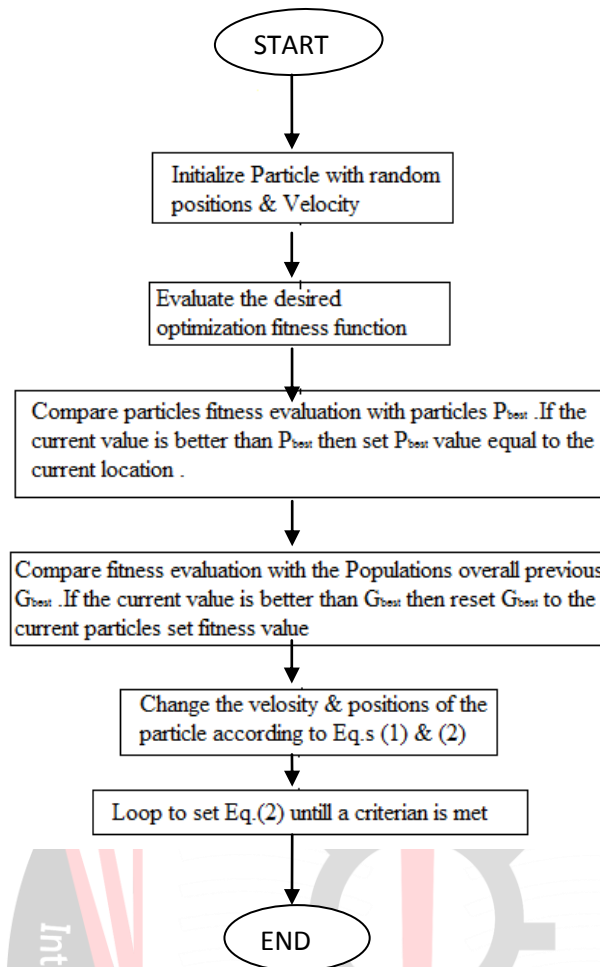 START
Initialize Particle with random
positions & Velocity
Evaluate the desired
optimization fitness function
Compare particles fitness evaluation with particles Pbest .If the
current value is better than Pbest then set Pbest value equal to the
current location .
Compare fitness evaluation with the Populations overall previous
Gbest .If the current value is better than Gbest then reset Gbest to the
current particles set fitness value
Change the velosity & positions of the
particle according to Eq.s (1) & (2)
Loop to set Eq.(2) untill a criterian is met
Int
END